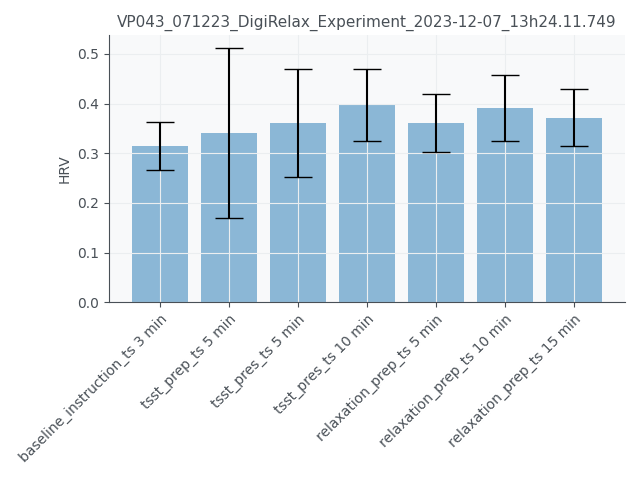 VP043_071223_DigiRelax_Experiment_2023-12-07_13h24.11.749
0.5
0.4
0.3
0.2
0.1
0.0
HRV
baseline_instruction_ts 3 min
tsst_prep_ts 5 min
tsst_pres_ts 5 min
tsst_pres_ts 10 min
relaxation_prep_ts 5 min
relaxation_prep_ts 10 min
relaxation_prep_ts 15 min